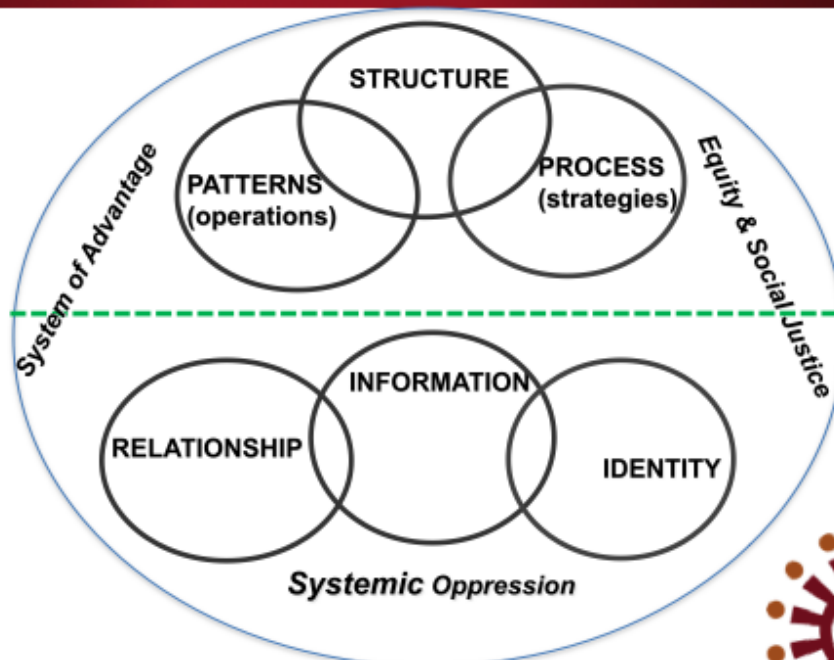 STRUCTURE
PATTERNS
(operations)
PROCESS
(strategies)
System of Advantage
Equity & Social Justice
INFORMATION
RELATIONSHIP
IDENTITY
Systemic Oppression